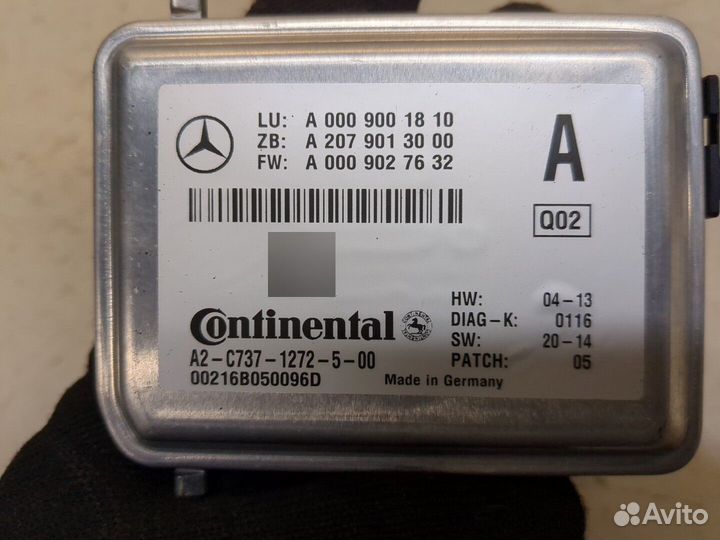 LU: A 000 900 18 10
ZB: A 207 901 30 00
FW: A 000 902 76 32
A
Q02
Continental
HW: 04-13
DIAG-K: 0116
SW: 20-14
PATCH: 05
A2-C737-1272-5-00
00216B050096D
Made in Germany
Avito